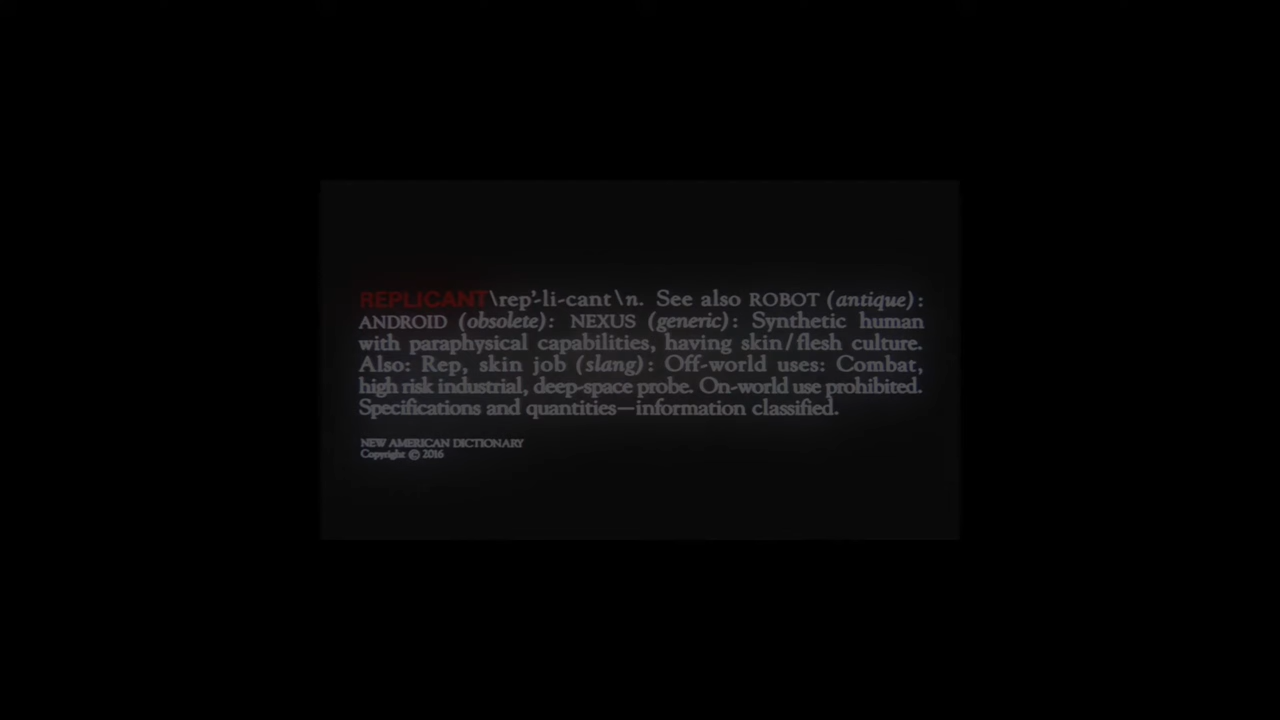 REPLICANT\rep'-li-cant\n. See also ROBOT (antique):
ANDROID (obsolete): NEXUS (generic): Synthetic human
with paraphysical capabilities, having skin/flesh culture.
Also: Rep, skin job (slang): Off-world uses: Combat,
high risk industrial, deep-space probe. On-world use prohibited.
Specifications and quantities—information classified.
NEW AMERICAN DICTIONARY
Copyright © 2016